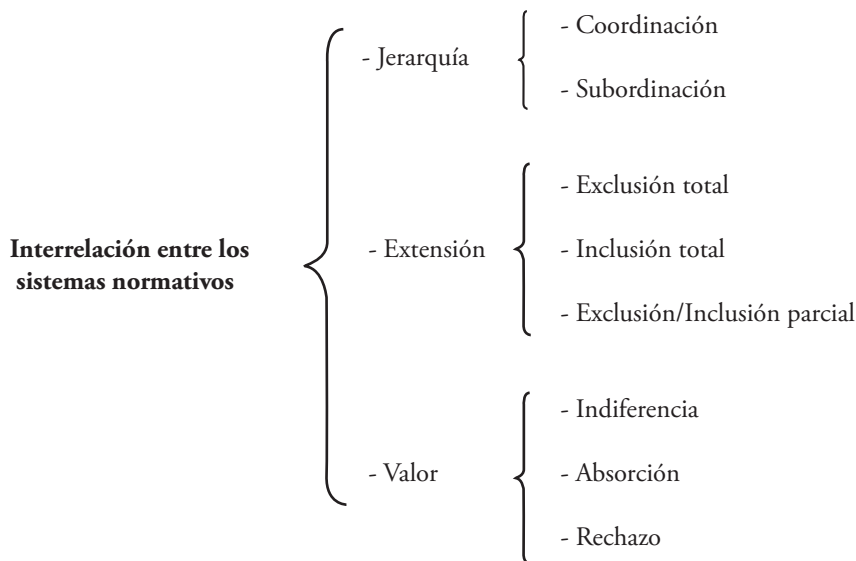 Interrelación entre los
sistemas normativos
- Jerarquía
- Coordinación
- Subordinación
- Extensión
- Exclusión total
- Inclusión total
- Exclusión/Inclusión parcial
- Valor
- Indiferencia
- Absorción
- Rechazo